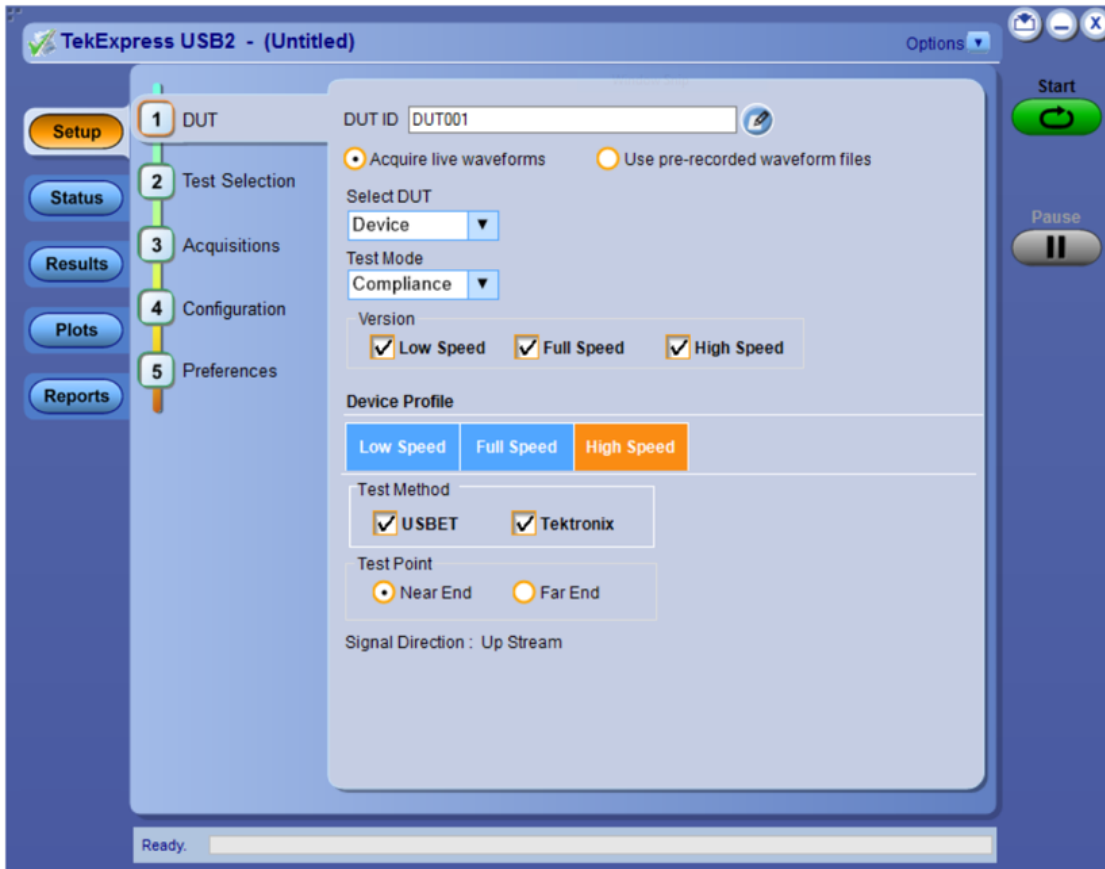 TekExpress USB2 - (Untitled)
Options
X
Start
Pause
Setup
Status
Results
Plots
Reports
1 DUT
2 Test Selection
3 Acquisitions
4 Configuration
5 Preferences
DUT ID DUT001
Acquire live waveforms Use pre-recorded waveform files
Select DUT
Device
Test Mode
Compliance
Version
Low Speed Full Speed High Speed
Device Profile
Low Speed Full Speed High Speed
Test Method
USBET Tektronix
Test Point
Near End Far End
Signal Direction : Up Stream
Ready.